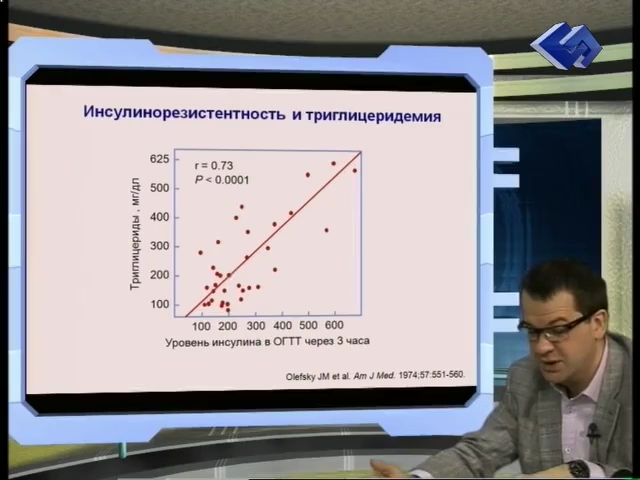 Инсулинорезистентность и триглицеридемия
r = 0.73
P < 0.0001
Триглицериды . мг/дл
625
500
400
300
200
100
100 200 300 400 500 600
Уровень инсулина в ОГТТ через 3 часа
Olefsky JM et al. Am J Med. 1974;57:551-560.